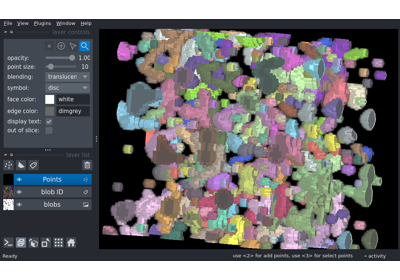 File View Plugins Window Help
layer controls
opacity: 1.00
point size: 10
blending: translucen
symbol: disc
face color: white
edge color: dimgrey
display text:
out of slice:
layer list
Points
blob ID
blobs
use <2> for add points, use <3> for select points
activity